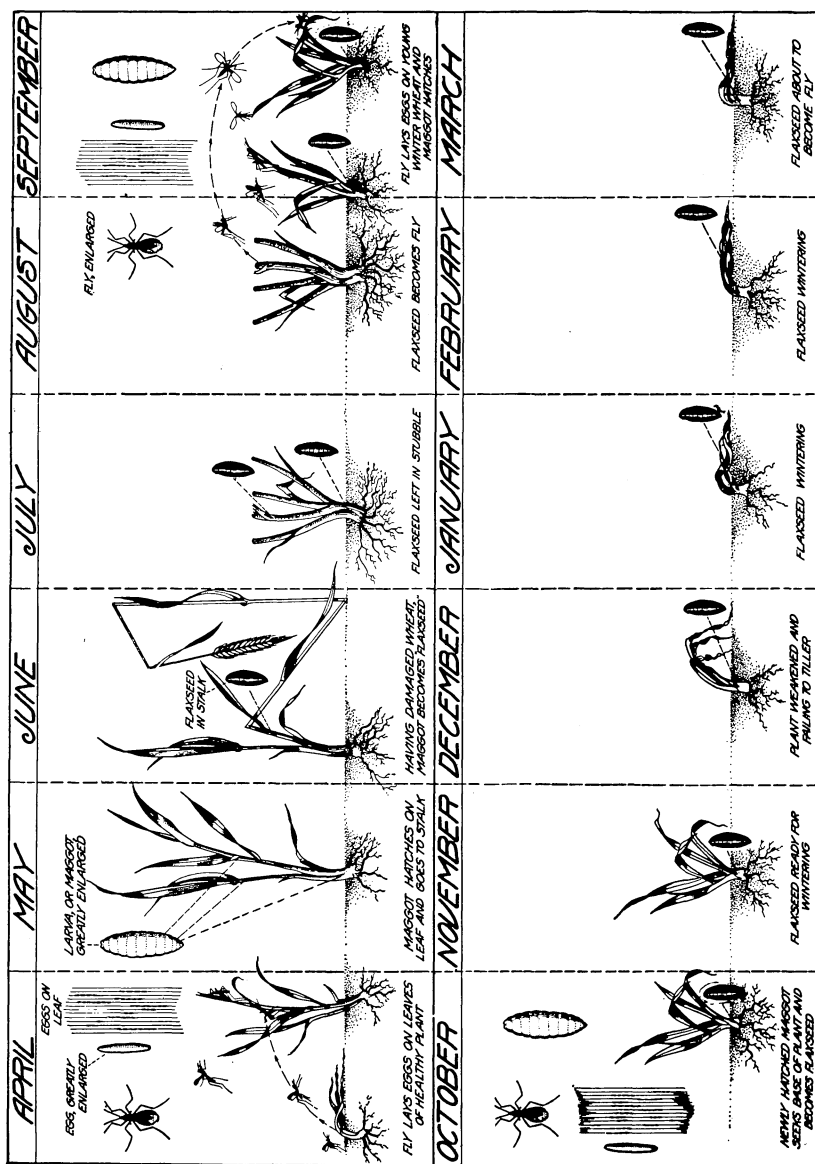 APRIL
EGG, GREATLY
ENLARGED
EGGS ON
LEAF
FLY LAYS EGGS ON LEAVES
OF HEALTHY PLANT
MAY
LARVA, OR MAGGOT,
GREATLY ENLARGED
MAGGOT HATCHES ON
LEAF AND GOES TO STALK
JUNE
FLAXSEED
IN STALK
HAVING DAMAGED WHEAT,
MAGGOT BECOMES FLAXSEED
JULY
FLAXSEED LEFT IN STUBBLE
AUGUST
FLY, ENLARGED
FLAXSEED BECOMES FLY
SEPTEMBER
FLY LAYS EGGS ON YOUNG
WINTER WHEAT, AND
MAGGOT HATCHES
OCTOBER
NEWLY HATCHED MAGGOT
SEEKS BASE OF PLANT AND
BECOMES FLAXSEED
NOVEMBER
FLAXSEED READY FOR
WINTERING
DECEMBER
PLANT WEAKENED AND
FAILING TO TILLER
JANUARY
FLAXSEED WINTERING
FEBRUARY
FLAXSEED WINTERING
MARCH
FLAXSEED ABOUT TO
BECOME FLY